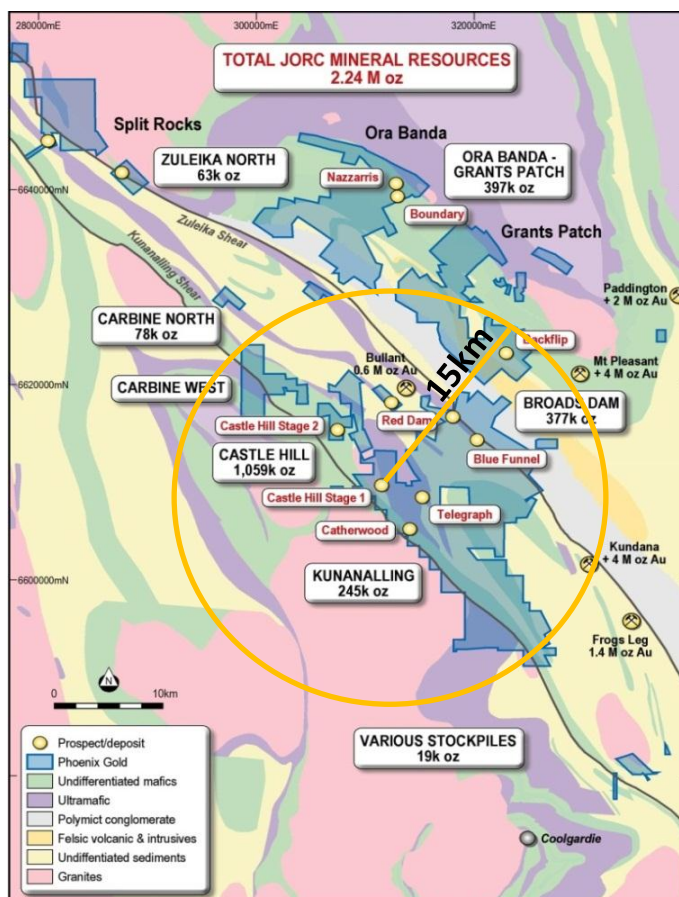 280000mE
300000mE
320000mE
TOTAL JORC MINERAL RESOURCES
2.24 M oz
Split Rocks
Ora Banda
ZULEIKA NORTH
63k oz
ORA BANDA -
GRANTS PATCH
397k oz
Nazzarris
6640000mN
Boundary
Zuleika Shear
Grants Patch
Kunanalling Shear
Paddington
+ 2 M oz Au
CARBINE NORTH
78k oz
Backflip
15km
Bullant
0.6 M oz Au
Mt Pleasant
+ 4 M oz Au
6620000mN
CARBINE WEST
BROADS DAM
377k oz
Castle Hill Stage 2
Red Dam
CASTLE HILL
1,059k oz
Blue Funnel
Castle Hill Stage 1
Telegraph
Catherwood
Kundana
+ 4 M oz Au
6600000mN
KUNANALLING
245k oz
Frogs Leg
1.4 M oz Au
N
0
10km
VARIOUS STOCKPILES
19k oz
Prospect/deposit
Phoenix Gold
Undifferentiated mafics
Ultramafic
Polymict conglomerate
Felsic volcanic & intrusives
Undiffentiated sediments
Granites
Coolgardie